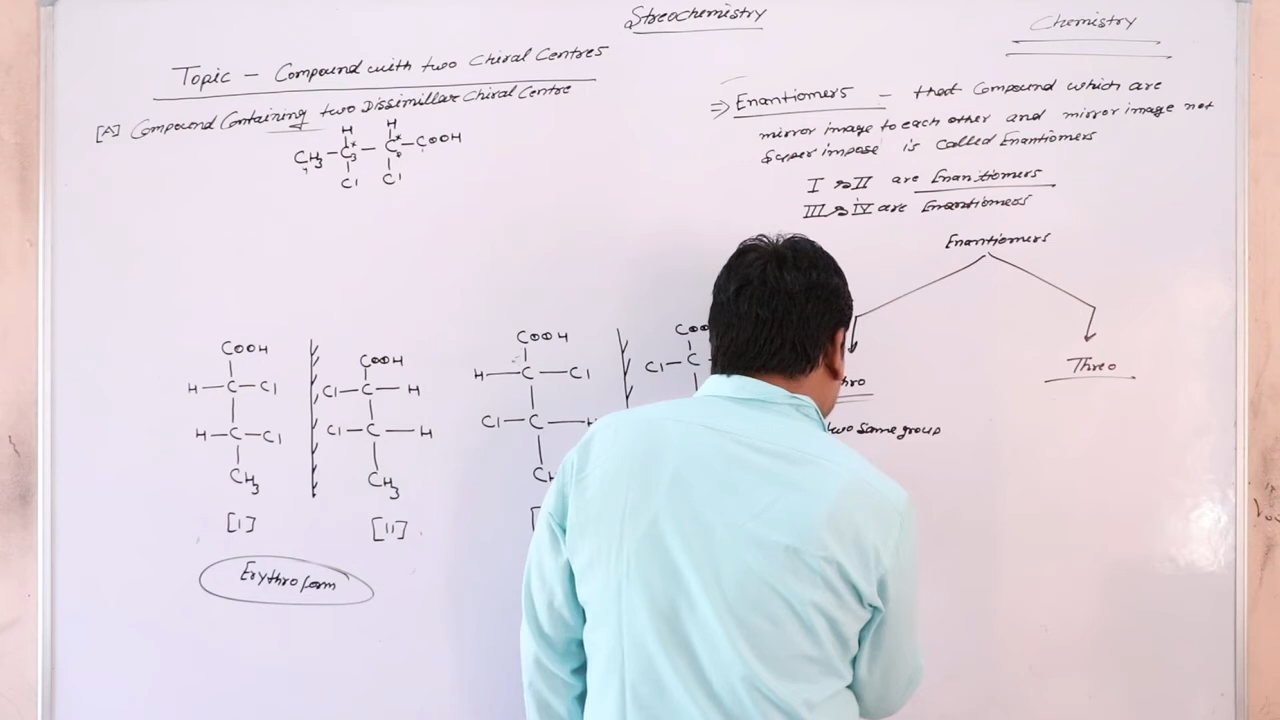 Streochemistry
Chemistry
Topic - Compound with two Chiral Centres
[A] Compound Containing two Dissimillar Chiral Centre
H H
CH3 - C* - C* - COOH
Cl Cl
⇒ Enantiomers - that Compound which are
mirror image to each other and mirror image not
Super impose is called Enantiomers
I & II are Enantiomers
III & IV are Enantiomers
Enantiomers
Threo
two same group
COOH
H-C-Cl
H-C-Cl
CH3
[I]
COOH
Cl-C-H
Cl-C-H
CH3
[II]
COOH
H-C-Cl
Cl-C-H
Cl-C
Erythro form